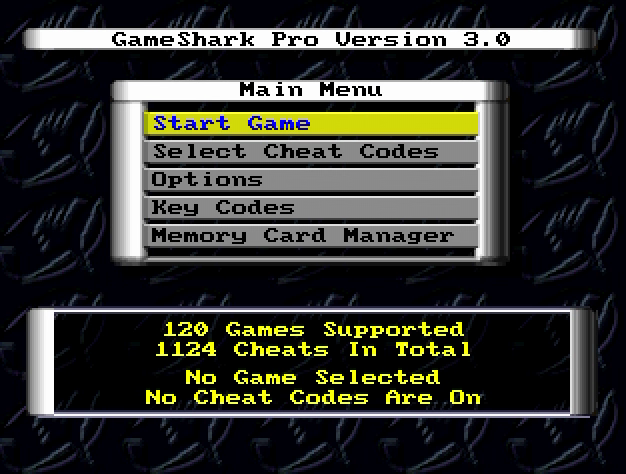 GameShark Pro Version 3.0
Main Menu
Start Game
Select Cheat Codes
Options
Key Codes
Memory Card Manager
120 Games Supported
1124 Cheats In Total
No Game Selected
No Cheat Codes Are On